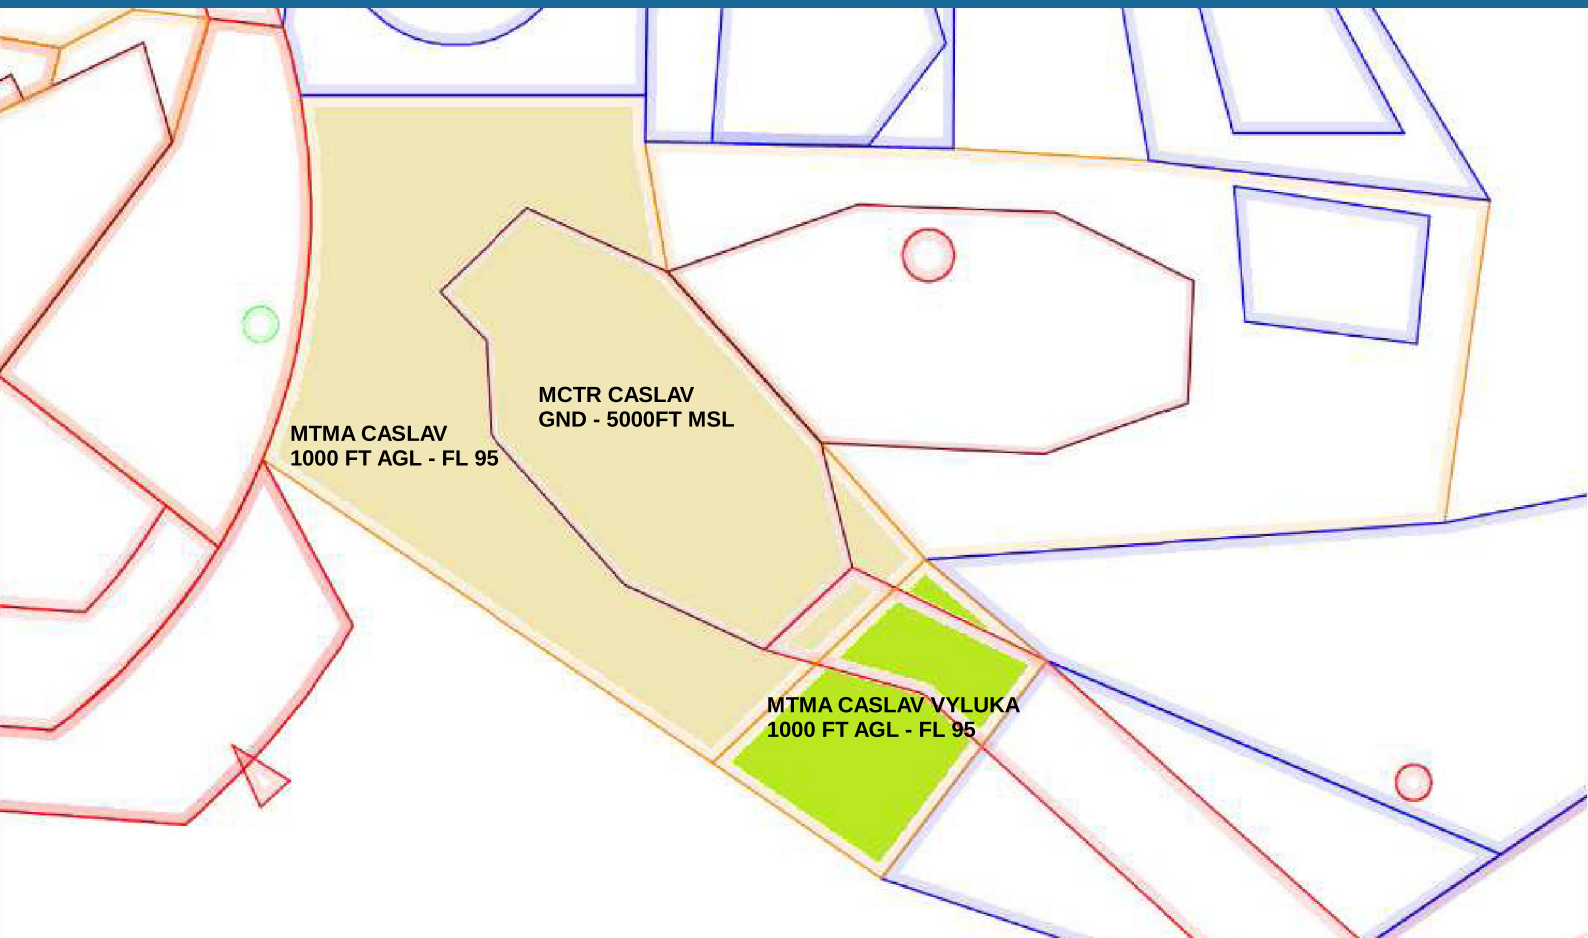 MCTR CASLAV
GND - 5000FT MSL
MTMA CASLAV
1000 FT AGL - FL 95
MTMA CASLAV VYLUKA
1000 FT AGL - FL 95